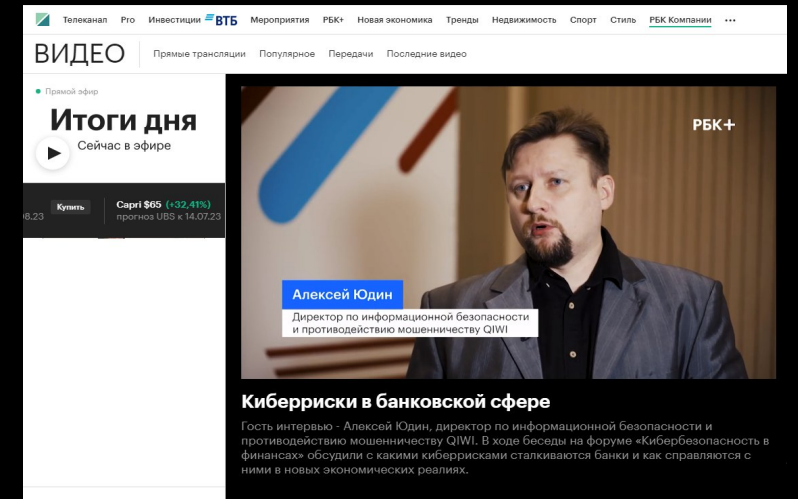 Телеканал Pro Инвестиции ВТБ Мероприятия РБК+ Новая экономика Тренды Недвижимость Спорт Стиль РБК Компании
ВИДЕО Прямые трансляции Популярное Передачи Последние видео
Прямой эфир
Итоги дня
Сейчас в эфире
Купить
8.23
Capri $65 (+32,41%)
прогноз UBS к 14.07.23
РБК+
Алексей Юдин
Директор по информационной безопасности
и противодействию мошенничеству QIWI
Киберриски в банковской сфере
Гость интервью - Алексей Юдин, директор по информационной безопасности и
противодействию мошенничеству QIWI. В ходе беседы на форуме «Кибербезопасность в
финансах» обсудили с какими киберрисками сталкиваются банки и как справляются с
ними в новых экономических реалиях.